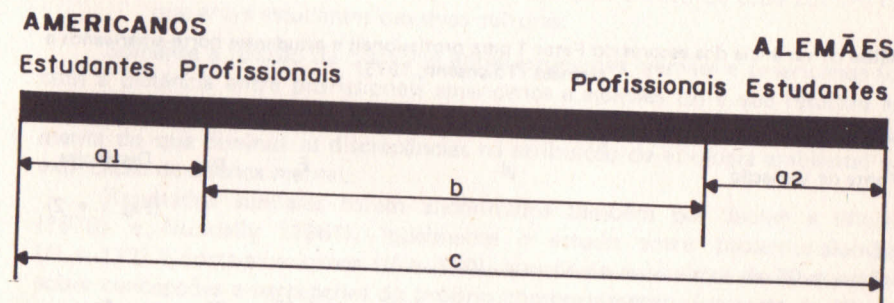 AMERICANOS
ALEMÃES
Estudantes Profissionais
Profissionais Estudantes
a1
b
a2
c